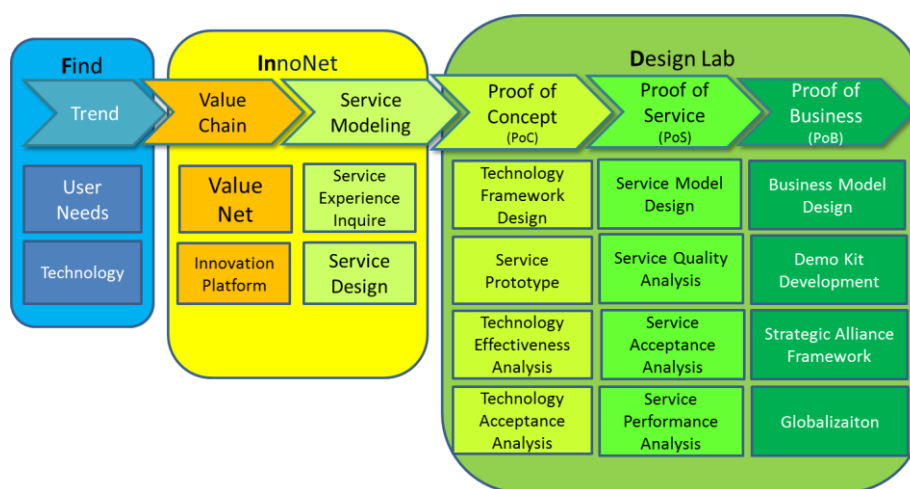 Find
InnoNet
Design Lab
Trend
Value
Chain
Service
Modeling
Proof of
Concept
(PoC)
Proof of
Service
(PoS)
Proof of
Business
(PoB)
User
Needs
Technology
Value
Net
Innovation
Platform
Service
Experience
Inquire
Service
Design
Technology
Framework
Design
Service
Prototype
Technology
Effectiveness
Analysis
Technology
Acceptance
Analysis
Service Model
Design
Service Quality
Analysis
Service
Acceptance
Analysis
Service
Performance
Analysis
Business Model
Design
Demo Kit
Development
Strategic Alliance
Framework
Globalizaiton